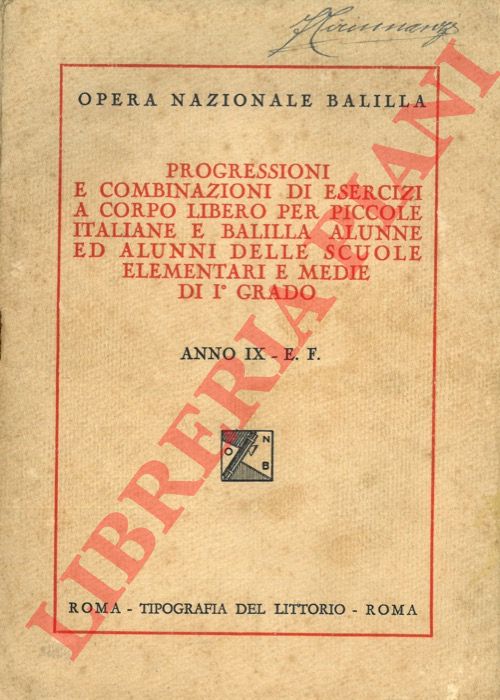 OPERA NAZIONALE BALILLA
PROGRESSIONI
E COMBINAZIONI DI ESERCIZI
A CORPO LIBERO PER PICCOLE
ITALIANE E BALILLA ALUNNE
ED ALUNNI DELLE SCUOLE
ELEMENTARI E MEDIE
DI I° GRADO
ANNO IX - E. F.
O N B
ROMA - TIPOGRAFIA DEL LITTORIO - ROMA
LIBRERIA PIANI